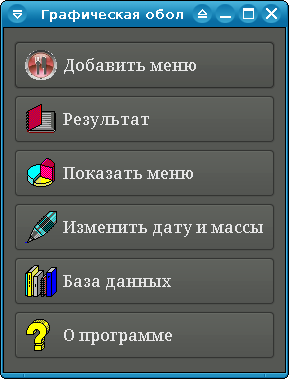 Графическая обол
Добавить меню
Результат
Показать меню
Изменить дату и массы
База данных
О программе